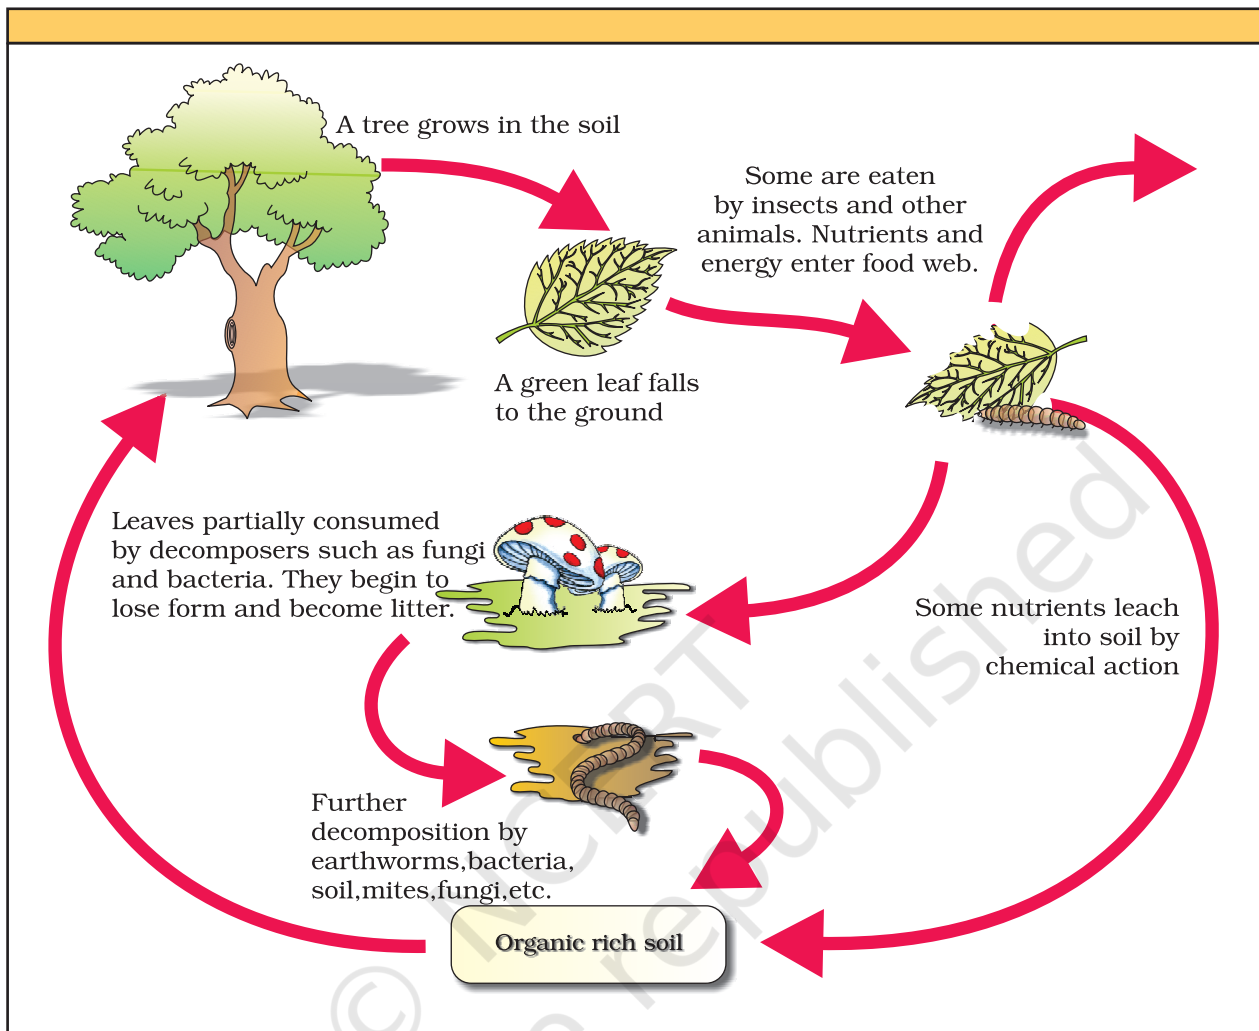 A tree grows in the soil
Some are eaten
by insects and other
animals. Nutrients and
energy enter food web.
A green leaf falls
to the ground
Leaves partially consumed
by decomposers such as fungi
and bacteria. They begin to
lose form and become litter.
Some nutrients leach
into soil by
chemical action
Further
decomposition by
earthworms,bacteria,
soil,mites,fungi,etc.
Organic rich soil
© NCERT
republished